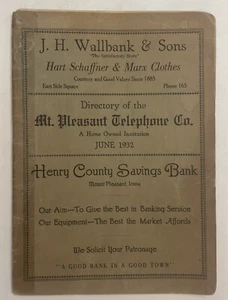 J. H. Wallbank & Sons
"The Satisfactory Store"
Hart Schaffner & Marx Clothes
Courtesy and Good Values Since 1885
East Side Square Phone 165
Directory of the
Mt. Pleasant Telephone Co.
A Home Owned Institution
JUNE 1932
Henry County Savings Bank
Mount Pleasant, Iowa
Our Aim—To Give the Best in Banking Service
Our Equipment—The Best the Market Affords
We Solicit Your Patronage
"A GOOD BANK IN A GOOD TOWN"